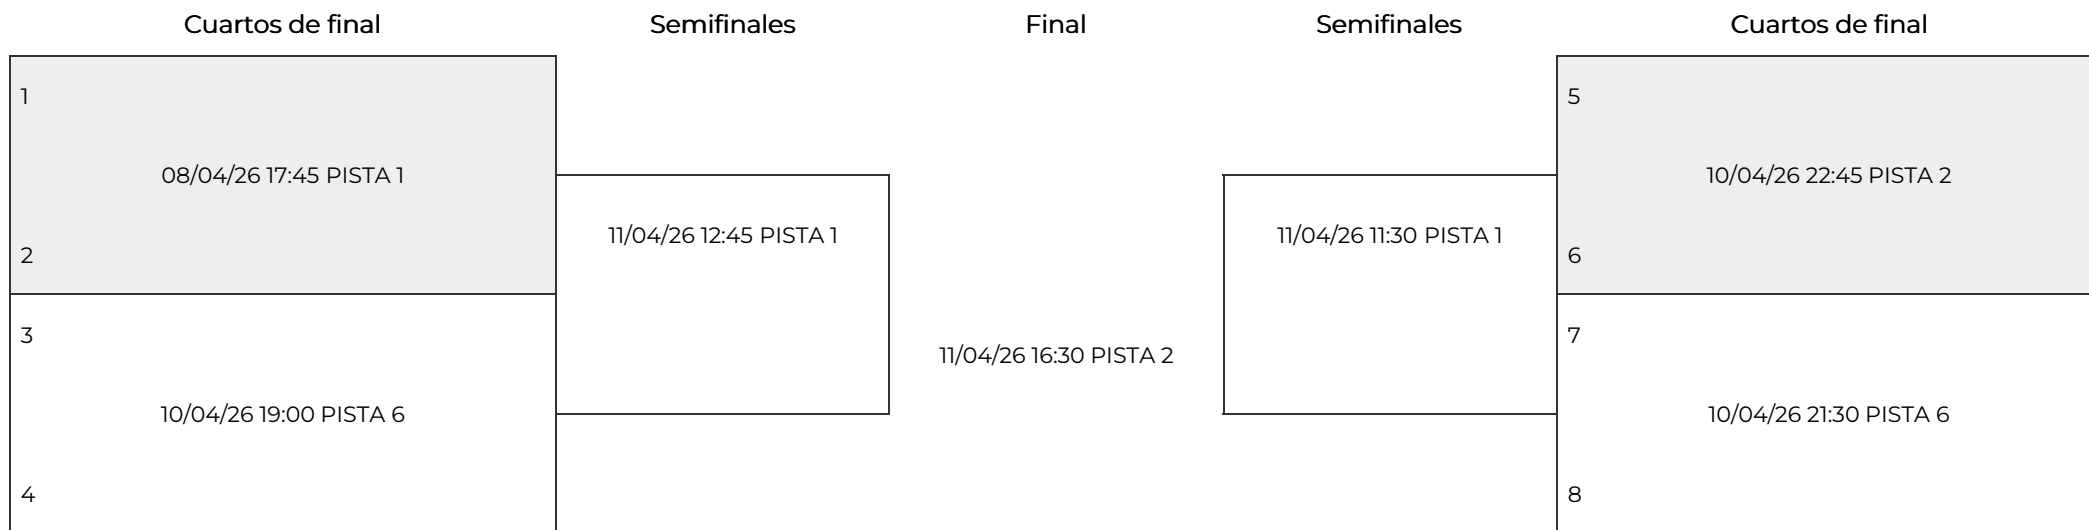 Cuartos de final
Semifinales
Final
Semifinales
Cuartos de final
1
08/04/26 17:45 PISTA 1
2
3
10/04/26 19:00 PISTA 6
4
11/04/26 12:45 PISTA 1
11/04/26 16:30 PISTA 2
11/04/26 11:30 PISTA 1
5
10/04/26 22:45 PISTA 2
6
7
10/04/26 21:30 PISTA 6
8